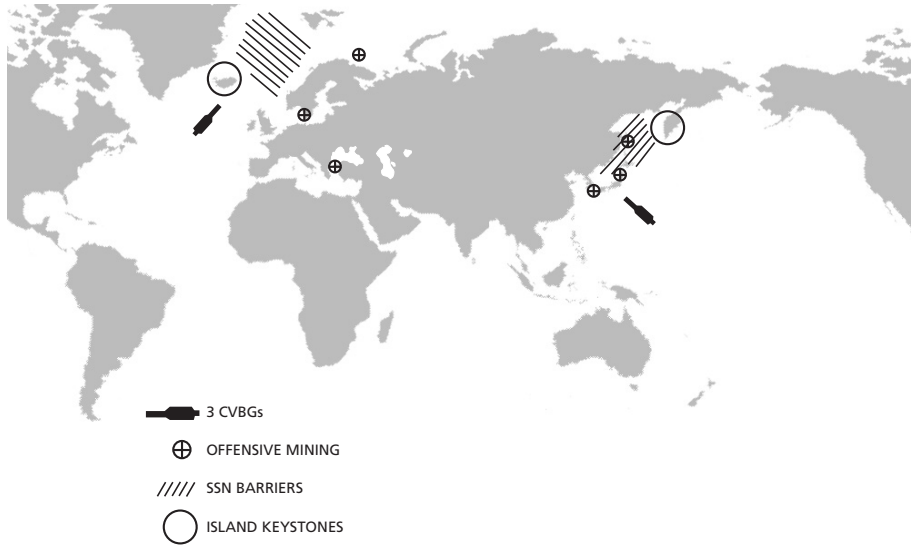 3 CVBGs
OFFENSIVE MINING
SSN BARRIERS
ISLAND KEYSTONES